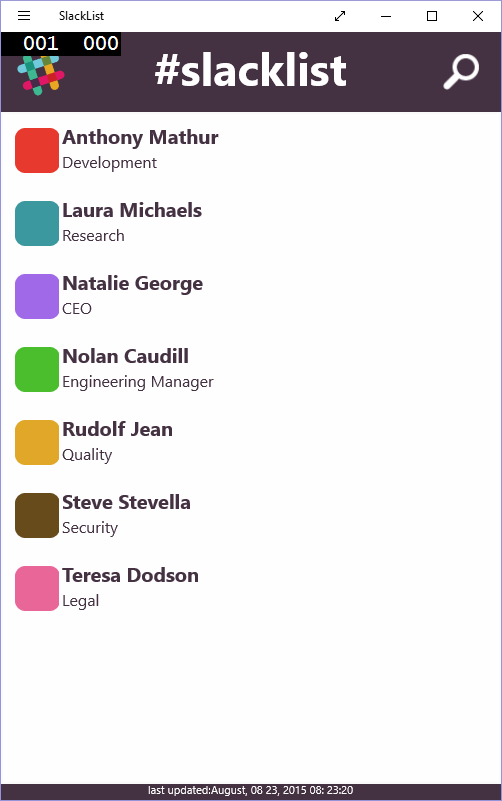 SlackList
001 000
#slacklist
Anthony Mathur
Development
Laura Michaels
Research
Natalie George
CEO
Nolan Caudill
Engineering Manager
Rudolf Jean
Quality
Steve Stevella
Security
Teresa Dodson
Legal
last updated:August, 08 23, 2015 08: 23:20